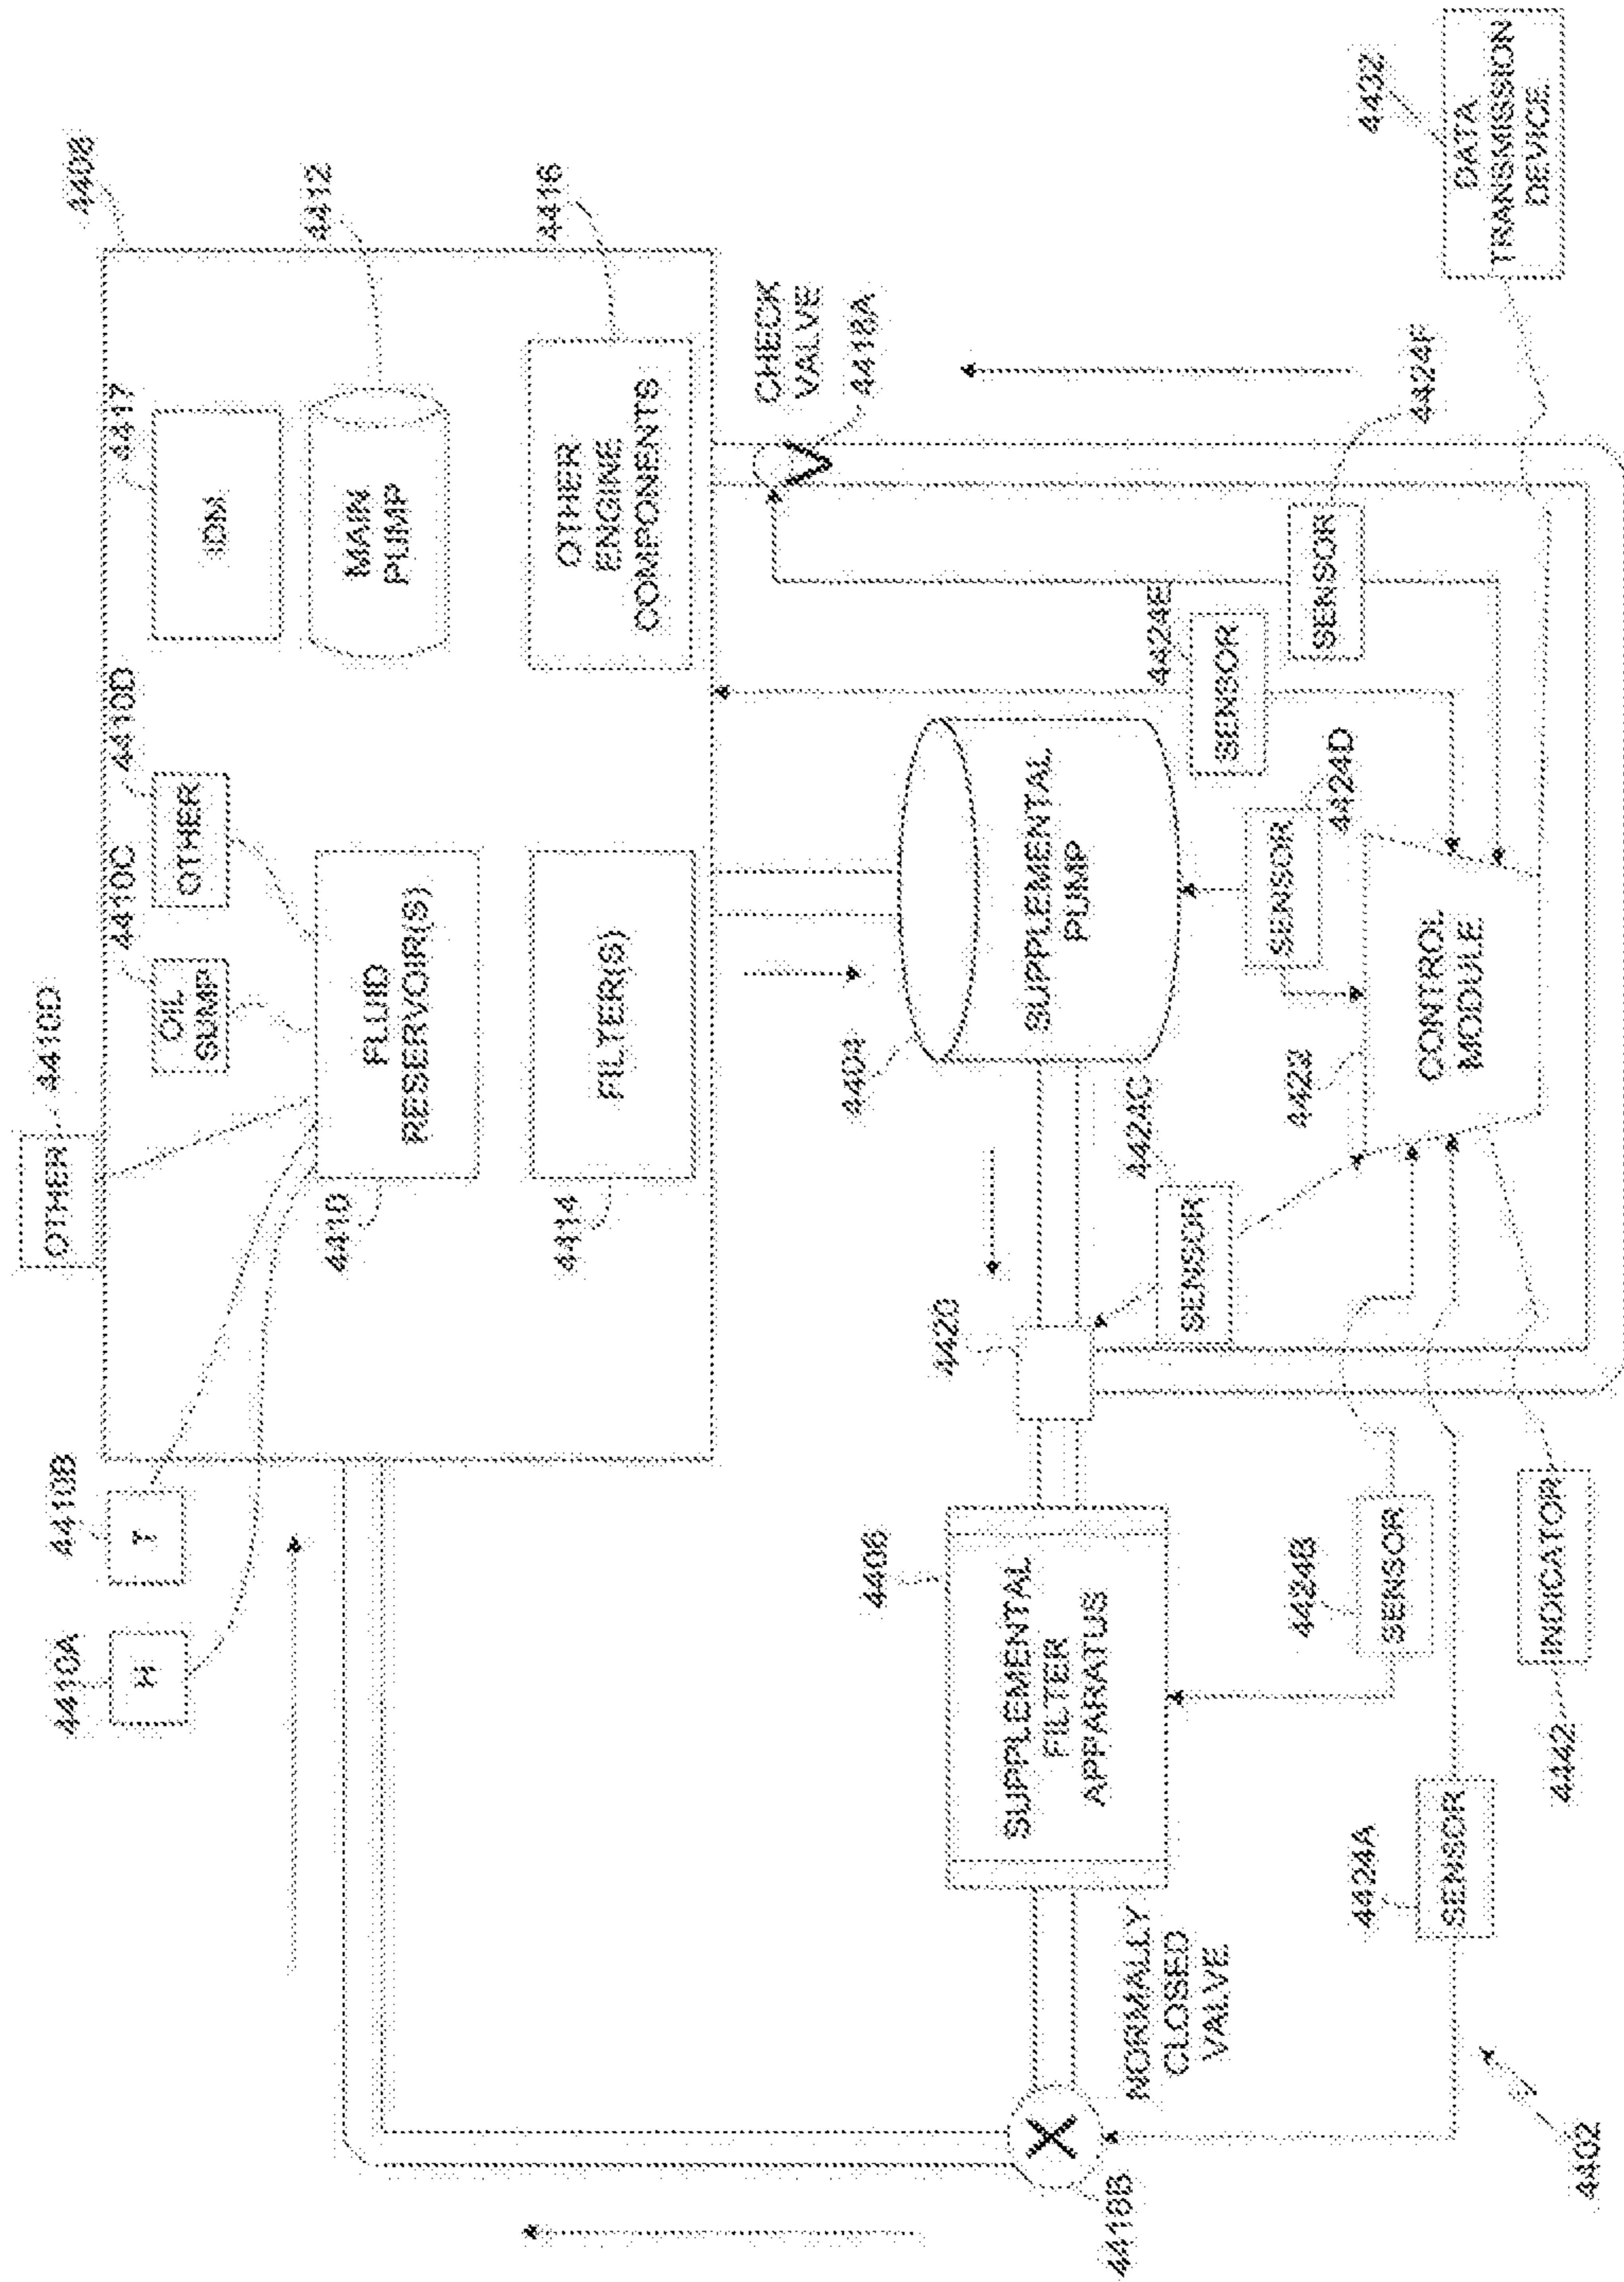 4408
4417
IDM
4412
MAIN
PUMP
4416
OTHER
ENGINE
COMPONENTS
4410D
OTHER
4410C
OIL
SUMP
4410D
OTHER
FLUID
RESERVOIR(S)
4410
FILTER(S)
4414
4410B
T
4410A
H
CHECK
VALVE
4418A
4404
SUPPLEMENTAL
PUMP
4420
4406
SUPPLEMENTAL
FILTER
APPARATUS
NORMALLY
CLOSED
VALVE
4418B
4424F
SENSOR
4424E
SENSOR
4424D
SENSOR
4424C
SENSOR
CONTROL
MODULE
4424B
SENSOR
4424A
SENSOR
INDICATOR
4442
4432
DATA
TRANSMISSION
DEVICE
4402